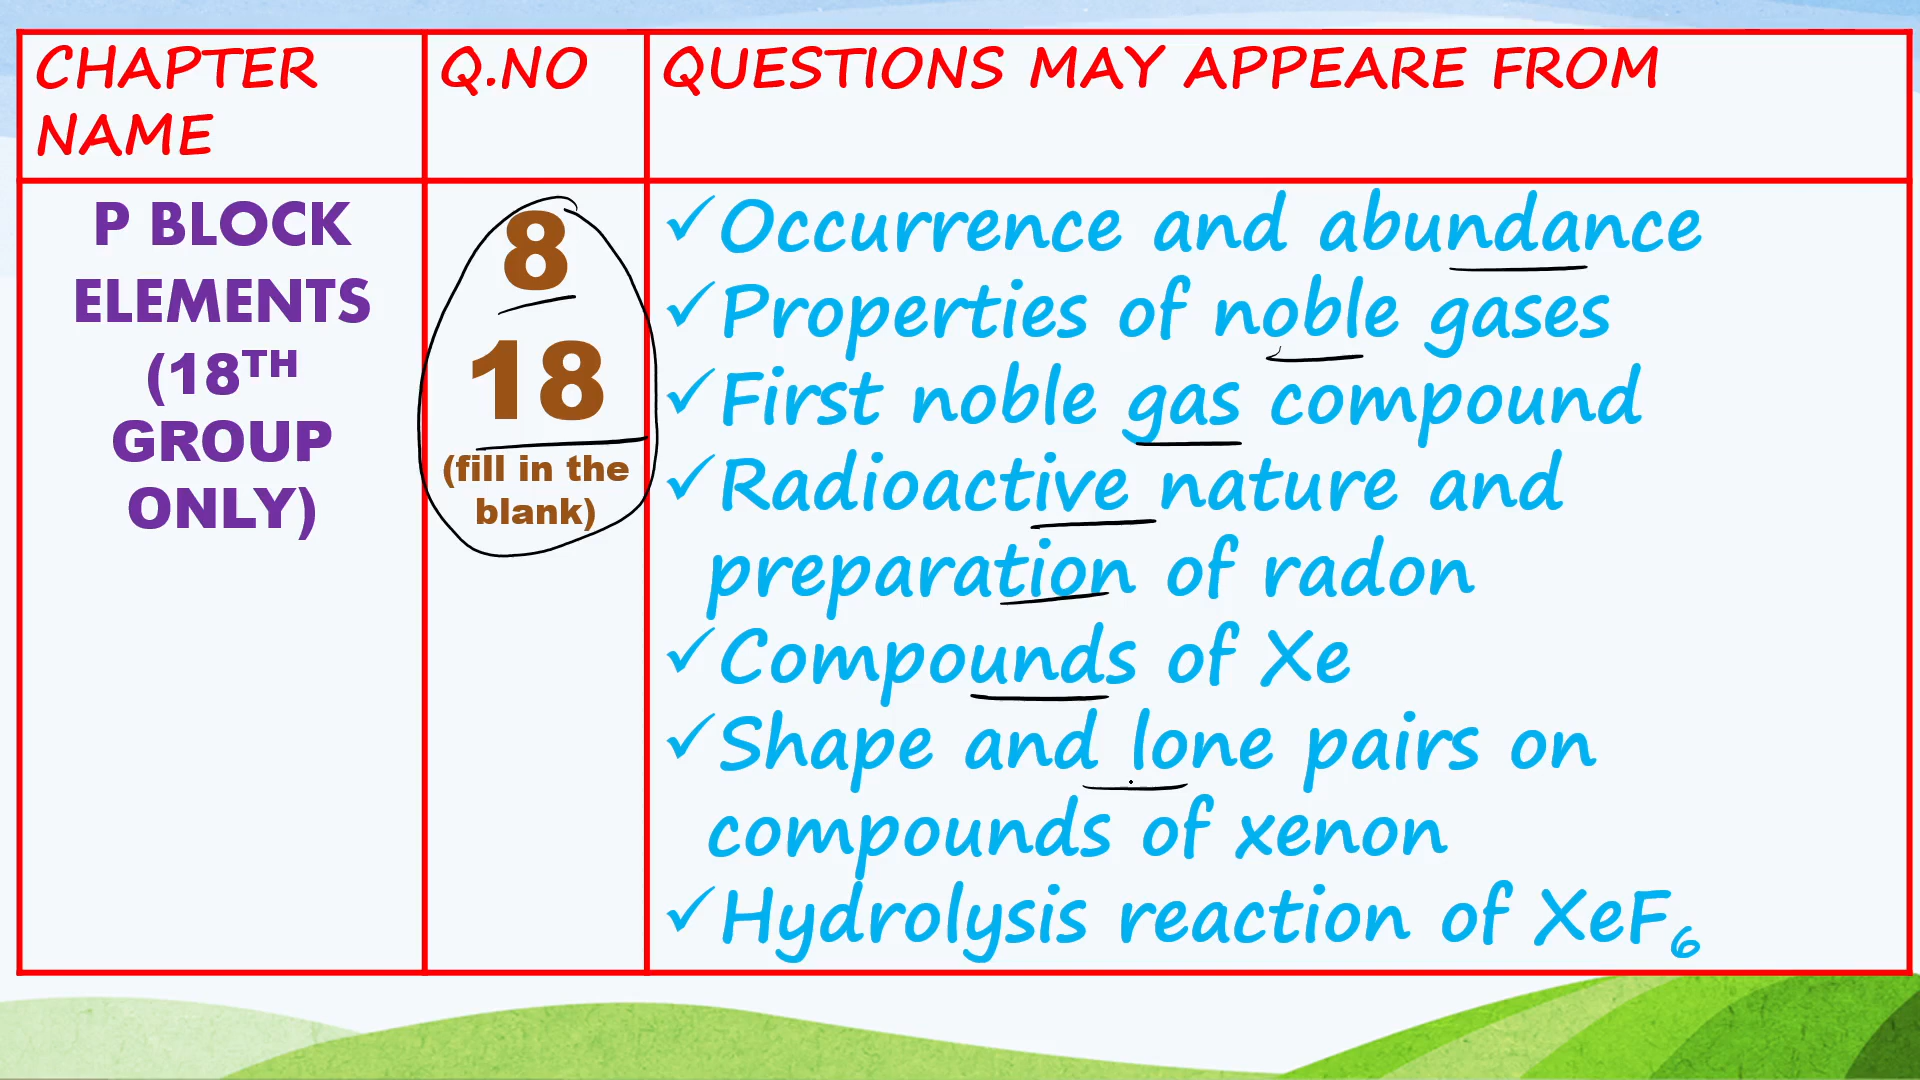 CHAPTER NAME
Q.NO
QUESTIONS MAY APPEARE FROM
P BLOCK
ELEMENTS
(18TH
GROUP
ONLY)
8
18
(fill in the
blank)
✓Occurrence and abundance
✓Properties of noble gases
✓First noble gas compound
✓Radioactive nature and
preparation of radon
✓Compounds of Xe
✓Shape and lone pairs on
compounds of xenon
✓Hydrolysis reaction of XeF6